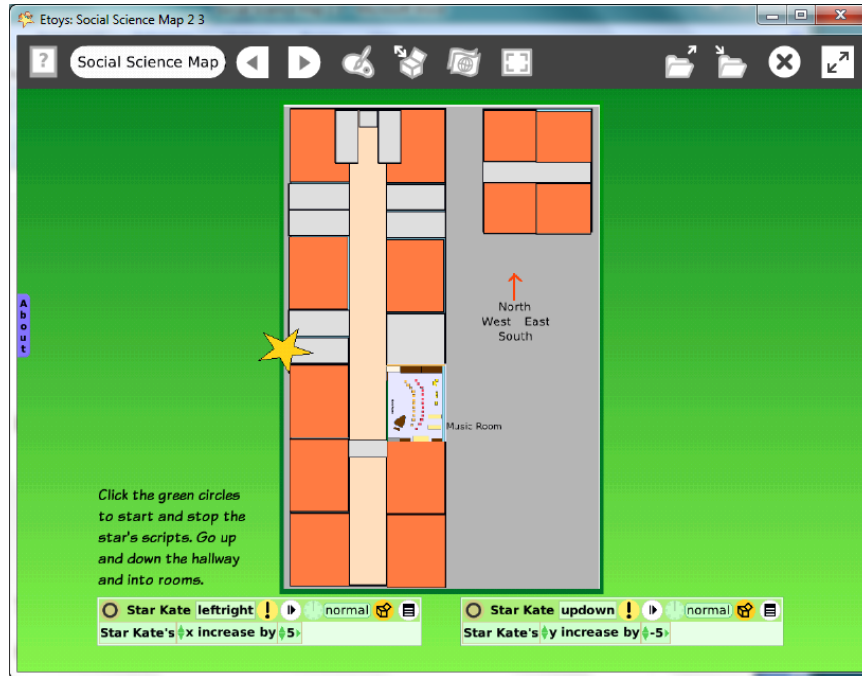 Etoys: Social Science Map 2 3
? Social Science Map
About
North
West East
South
Music Room
Click the green circles
to start and stop the
star's scripts. Go up
and down the hallway
and into rooms.
Star Kate leftright ! normal
Star Kate's x increase by 5
Star Kate updown ! normal
Star Kate's y increase by -5